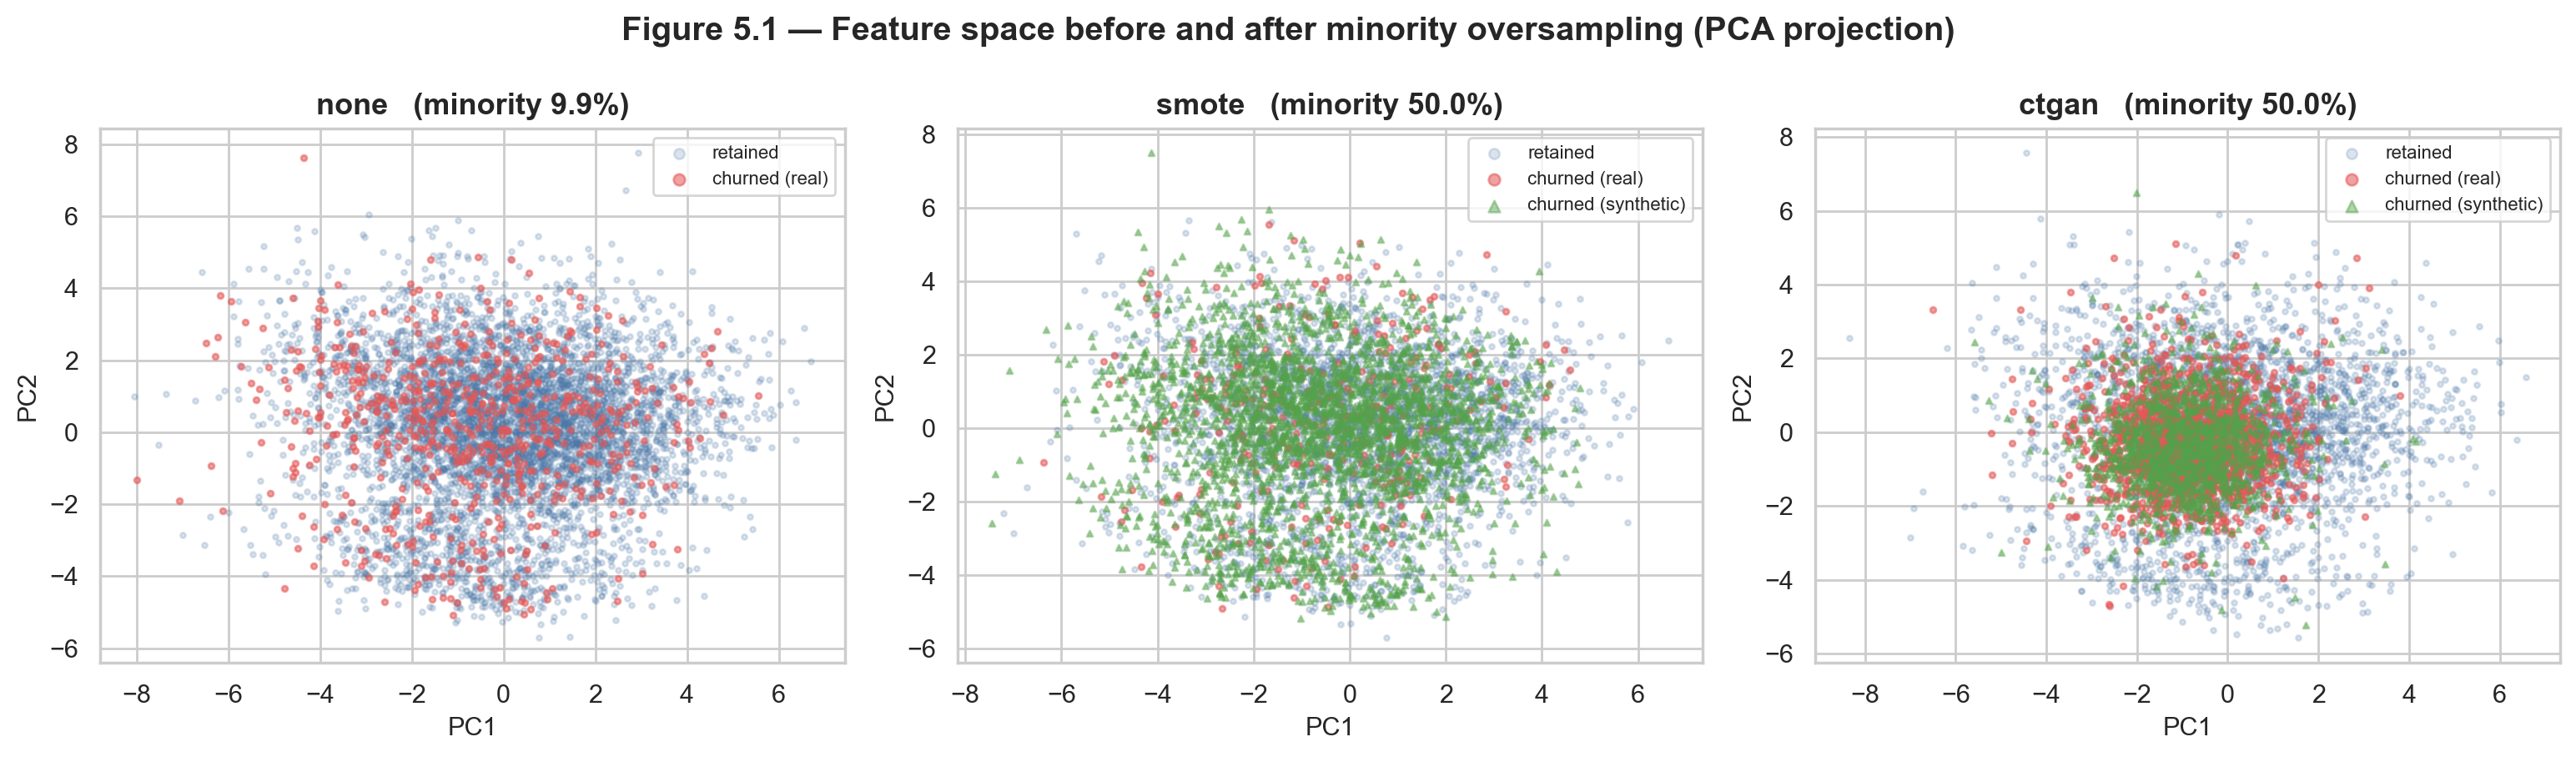 Figure 5.1 — Feature space before and after minority oversampling (PCA projection)
none (minority 9.9%)
retained
churned (real)
8
6
4
2
0
−2
−4
−6
PC2
−8 −6 −4 −2 0 2 4 6
PC1
smote (minority 50.0%)
retained
churned (real)
churned (synthetic)
8
6
4
2
0
−2
−4
−6
PC2
−8 −6 −4 −2 0 2 4 6
PC1
ctgan (minority 50.0%)
retained
churned (real)
churned (synthetic)
8
6
4
2
0
−2
−4
−6
PC2
−8 −6 −4 −2 0 2 4 6
PC1